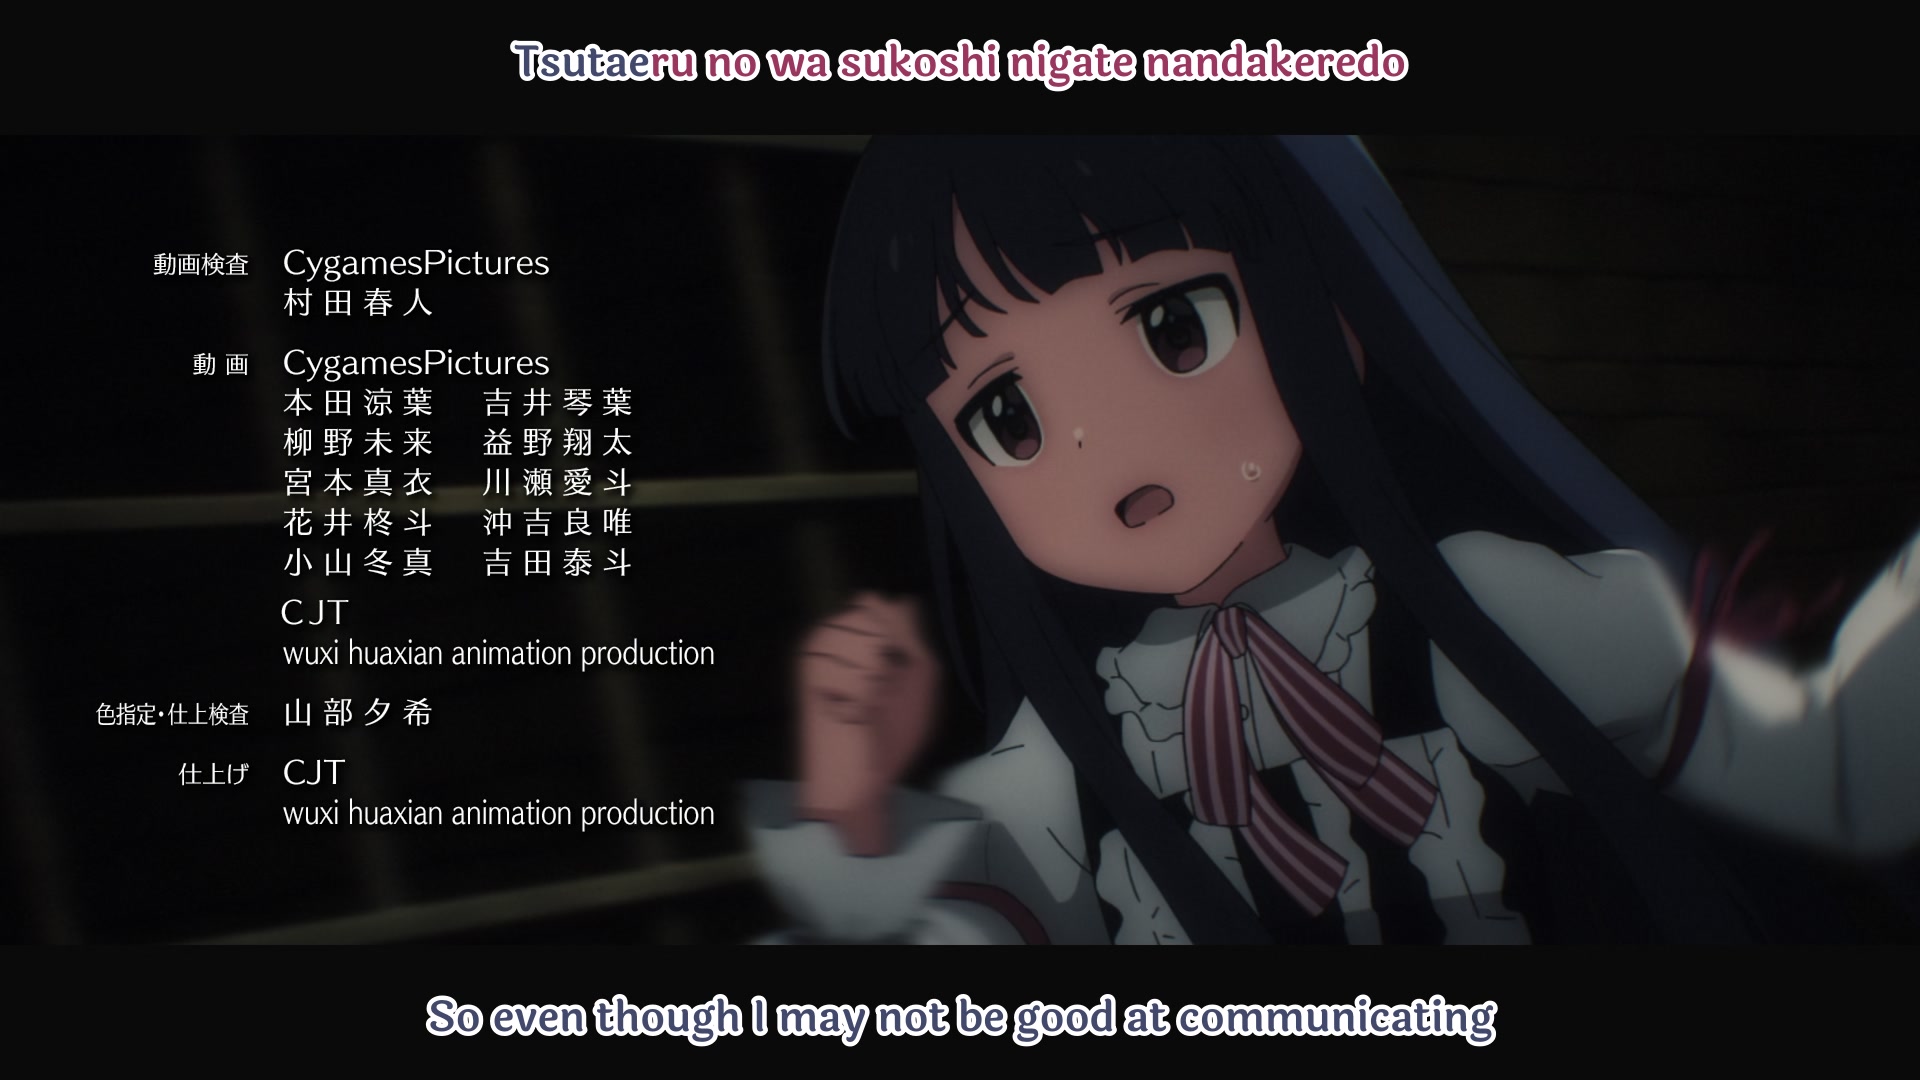 Tsutaeru no wa sukoshi nigate nandakeredo
動画検査 CygamesPictures
村田春人
動画 CygamesPictures
本田涼葉 吉井琴葉
柳野未来 益野翔太
宮本真衣 川瀬愛斗
花井柊斗 沖吉良唯
小山冬真 吉田泰斗
CJT
wuxi huaxian animation production
色指定・仕上検査 山部夕希
仕上げ CJT
wuxi huaxian animation production
So even though I may not be good at communicating